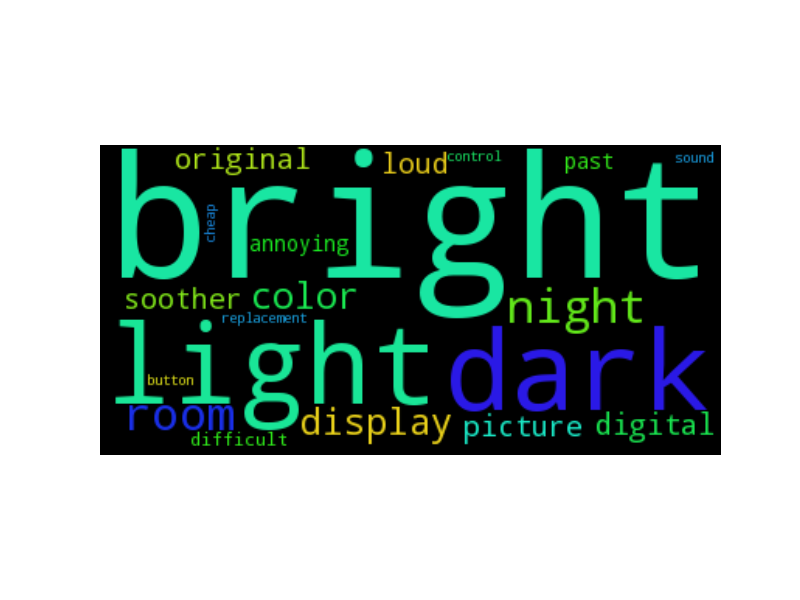 original loud control past sound
bright
cheap
annoying
soother color night
replacement
light dark
button
room display picture digital
difficult